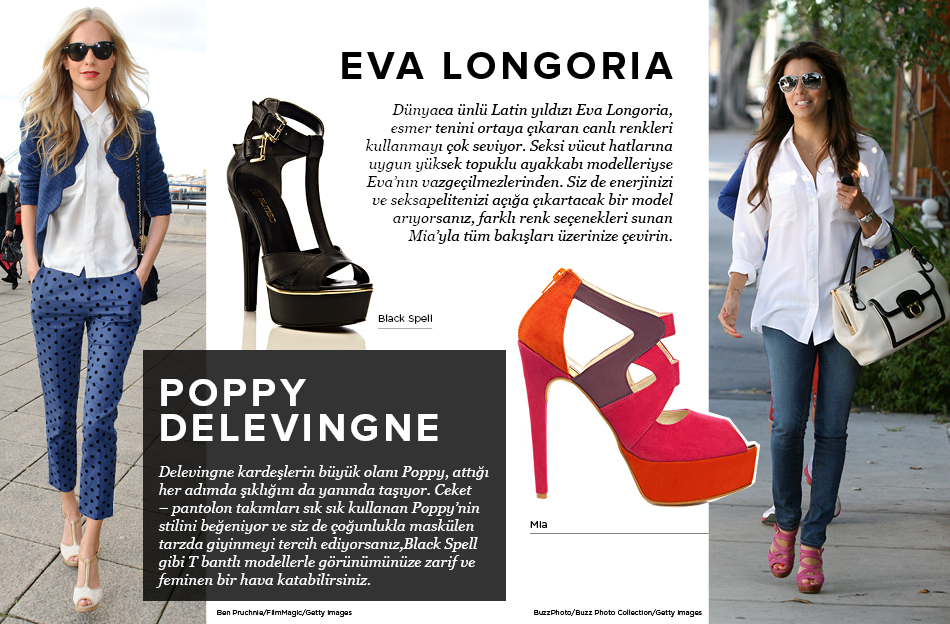 EVA LONGORIA
Dünyaca ünlü Latin yıldızı Eva Longoria,
esmer tenini ortaya çıkaran canlı renkleri
kullanmayı çok seviyor. Seksi vücut hatlarına
uygun yüksek topuklu ayakkabı modelleriyse
Eva'nın vazgeçilmezlerinden. Siz de enerjinizi
ve seksapelitenizi açığa çıkartacak bir model
arıyorsanız, farklı renk seçenekleri sunan
Mia'yla tüm bakışları üzerinize çevirin.
Black Spell
POPPY
DELEVINGNE
Delevingne kardeşlerin büyük olanı Poppy, attığı
her adımda şıklığını da yanında taşıyor. Ceket
– pantolon takımları sık sık kullanan Poppy'nin
stilini beğeniyor ve siz de çoğunlukla maskülen
tarzda giyinmeyi tercih ediyorsanız,Black Spell
gibi T bantlı modellerle görünümünüze zarif ve
feminen bir hava katabilirsiniz.
Mia
Ben Pruchnie/FilmMagic/Getty Images
BuzzPhoto/Buzz Photo Collection/Getty Images